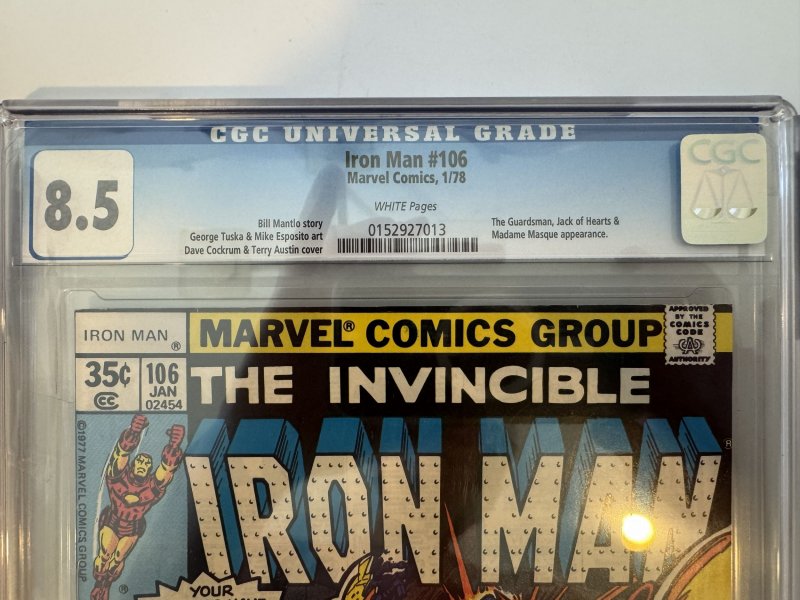 CGC UNIVERSAL GRADE
8.5
Iron Man #106
Marvel Comics, 1/78
WHITE Pages
Bill Mantlo story
George Tuska & Mike Esposito art
Dave Cockrum & Terry Austin cover
0152927013
The Guardsman, Jack of Hearts &
Madame Masque appearance.
CGC
IRON MAN ®
MARVEL® COMICS GROUP
APPROVED
BY THE
COMICS
CODE
CA
AUTHORITY
35¢
CC
106
JAN
02454
THE INVINCIBLE
IRON MAN
®
©1977 MARVEL COMICS GROUP
®
YOUR